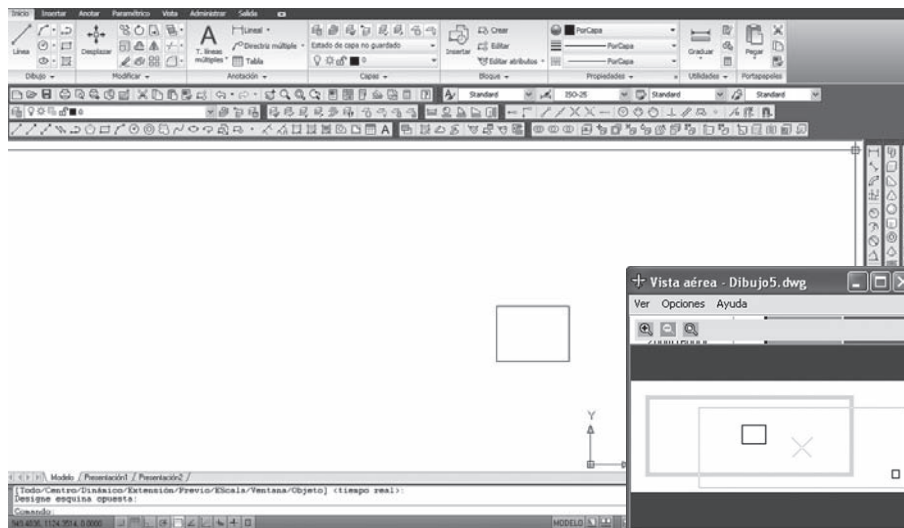 Inicio Insertar Anotar Paramétrico Vista Administrar Salida
Línea
Desplazar
T. líneas múltiples
Lineal
Directriz múltiple
Tabla
Estado de capa no guardado
0
Insertar
Crear
Editar
Editar atributos
PorCapa
PorCapa
PorCapa
Graduar
Pegar
Dibujo Modificar Anotación Capas Bloque Propiedades Utilidades Portapapeles
Standard ISO-25 Standard Standard
0
Vista aérea - Dibujo5.dwg
Ver Opciones Ayuda
Y
Modelo / Presentación1 / Presentación2 /
[Todo/Centro/Dinámico/Extensión/Previo/EScala/Ventana/Objeto] <tiempo real>:
Designe esquina opuesta:
Comando:
MODELO